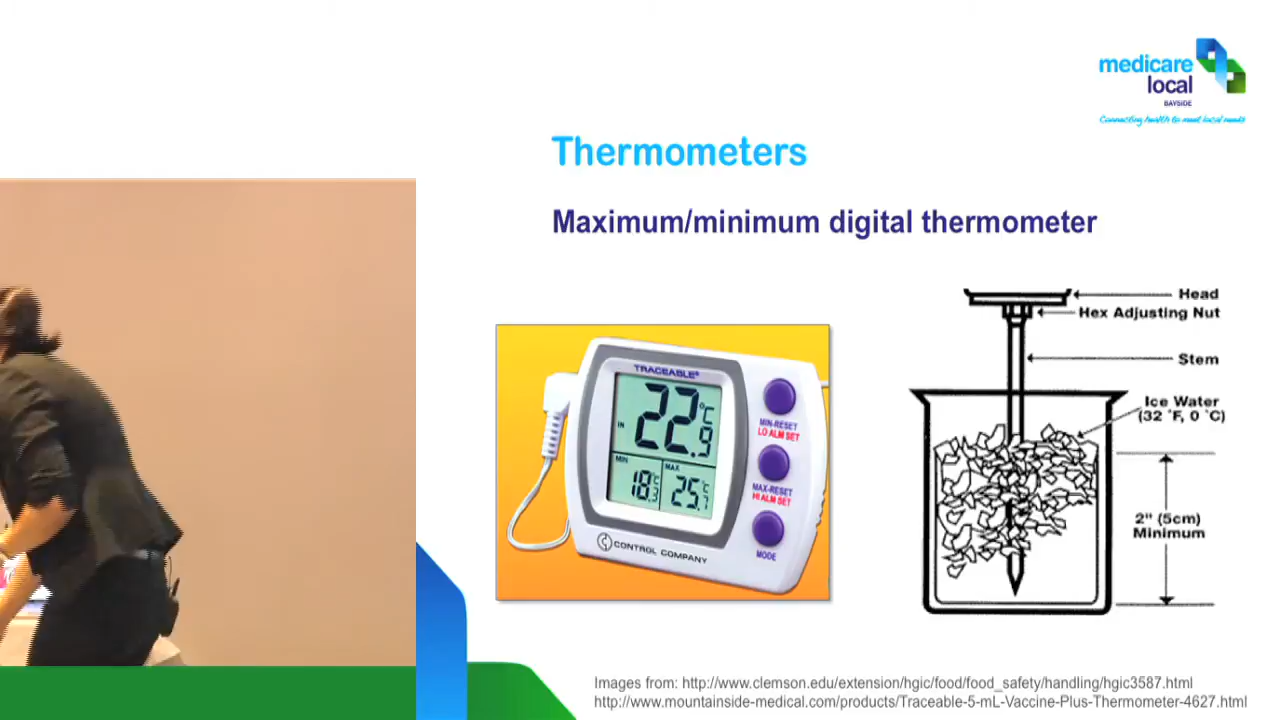 medicare
local
BAYSIDE
Connecting health to meet local needs
Thermometers
Maximum/minimum digital thermometer
TRACEABLE®
22.9°C
IN
MIN
18.3°C
MAX
25.7°C
MIN-RESET
LO ALM SET
MAX-RESET
HI ALM SET
MODE
CONTROL COMPANY
Head
Hex Adjusting Nut
Stem
Ice Water
(32 °F, 0 °C)
2" (5cm)
Minimum
Images from: http://www.clemson.edu/extension/hgic/food/food_safety/handling/hgic3587.html
http://www.mountainside-medical.com/products/Traceable-5-mL-Vaccine-Plus-Thermometer-4627.html